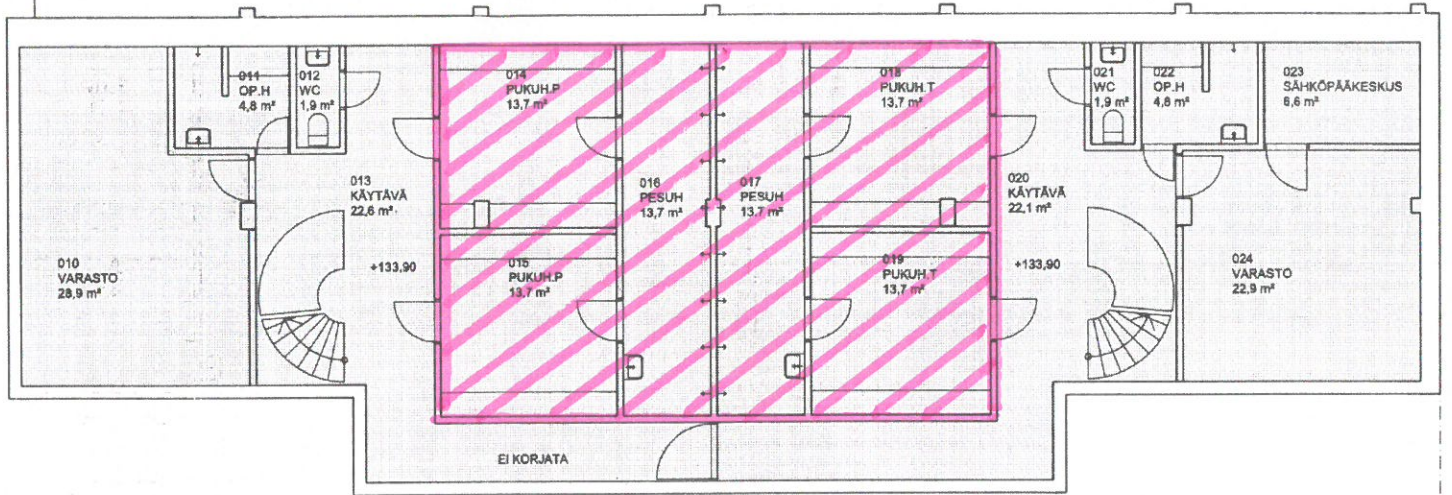 011
OP.H
4,8 m²
012
WC
1,9 m²
014
PUKUH.P
13,7 m²
018
PUKUH.T
13,7 m²
021
WC
1,9 m²
022
OP.H
4,8 m²
023
SÄHKÖPÄÄKESKUS
6,6 m²
013
KÄYTÄVÄ
22,6 m²
016
PESUH
13,7 m²
017
PESUH
13,7 m²
020
KÄYTÄVÄ
22,1 m²
010
VARASTO
28,9 m²
+133,90
015
PUKUH.P
13,7 m²
019
PUKUH.T
13,7 m²
+133,90
024
VARASTO
22,9 m²
EI KORJATA